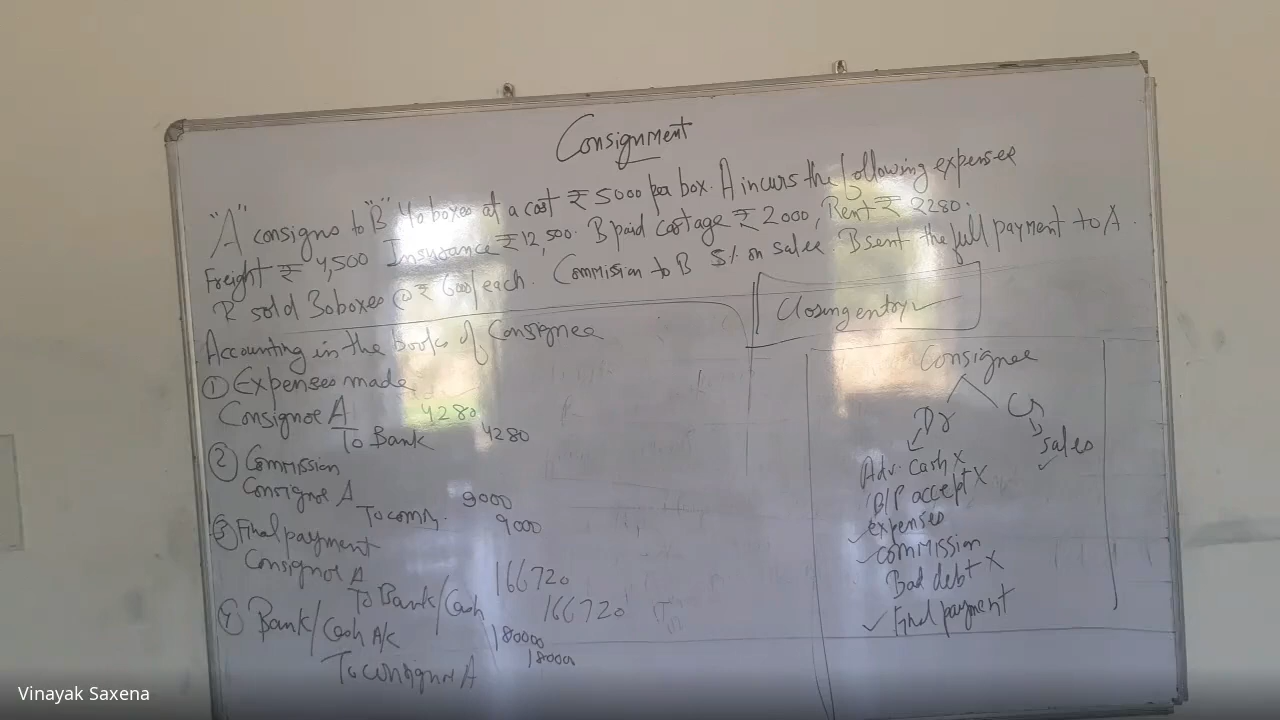 Consignment
"A" consigns to "B" 40 boxes at a cost ₹ 5000 per box. A incurs the following expenses
Freight ₹ 4,500 Insurance ₹ 12,500. B paid cartage ₹ 2000, Rent ₹ 2280.
B sold 30 boxes @ ₹ 6000/each. Commission to B 5% on sales B sent the full payment to A.
Accounting in the books of Consignee
① Expenses made
Consignor A 4280
To Bank 4280
② Commission
Consignor A 9000
To comm. 9000
③ Final payment
Consignor A 166720
To Bank/Cash 166720
④ Bank/Cash A/c 180000
To consignor A 180000
Closing entry ✓
Consignee
Dr Cr
Adv. cash X
B/P accept X
✓ expenses
✓ commission
Bad debt X
✓ Final payment
sales
✓
Vinayak Saxena